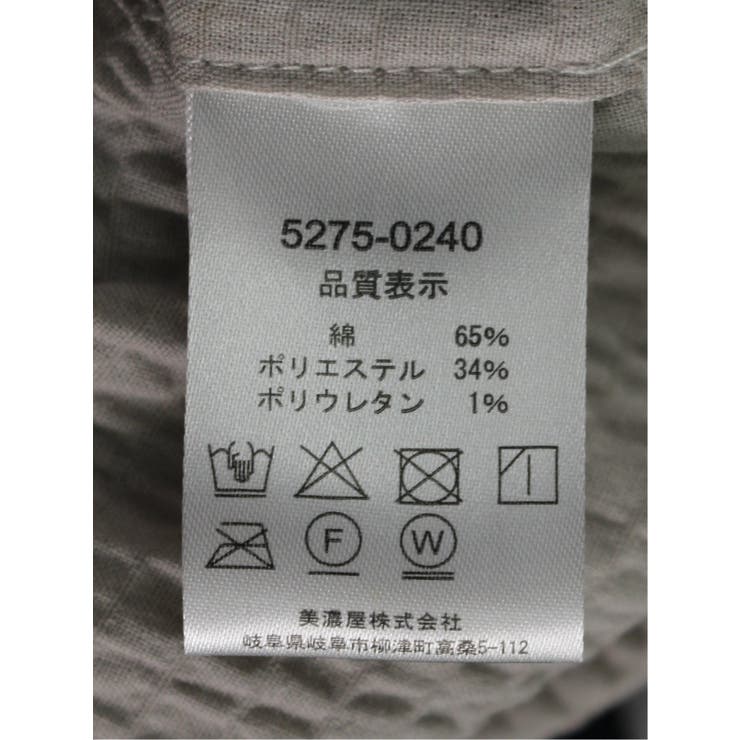 5275-0240
品質表示
綿 65%
ポリエステル 34%
ポリウレタン 1%
F W
美濃屋株式会社
岐阜県岐阜市柳津町高桑5-112